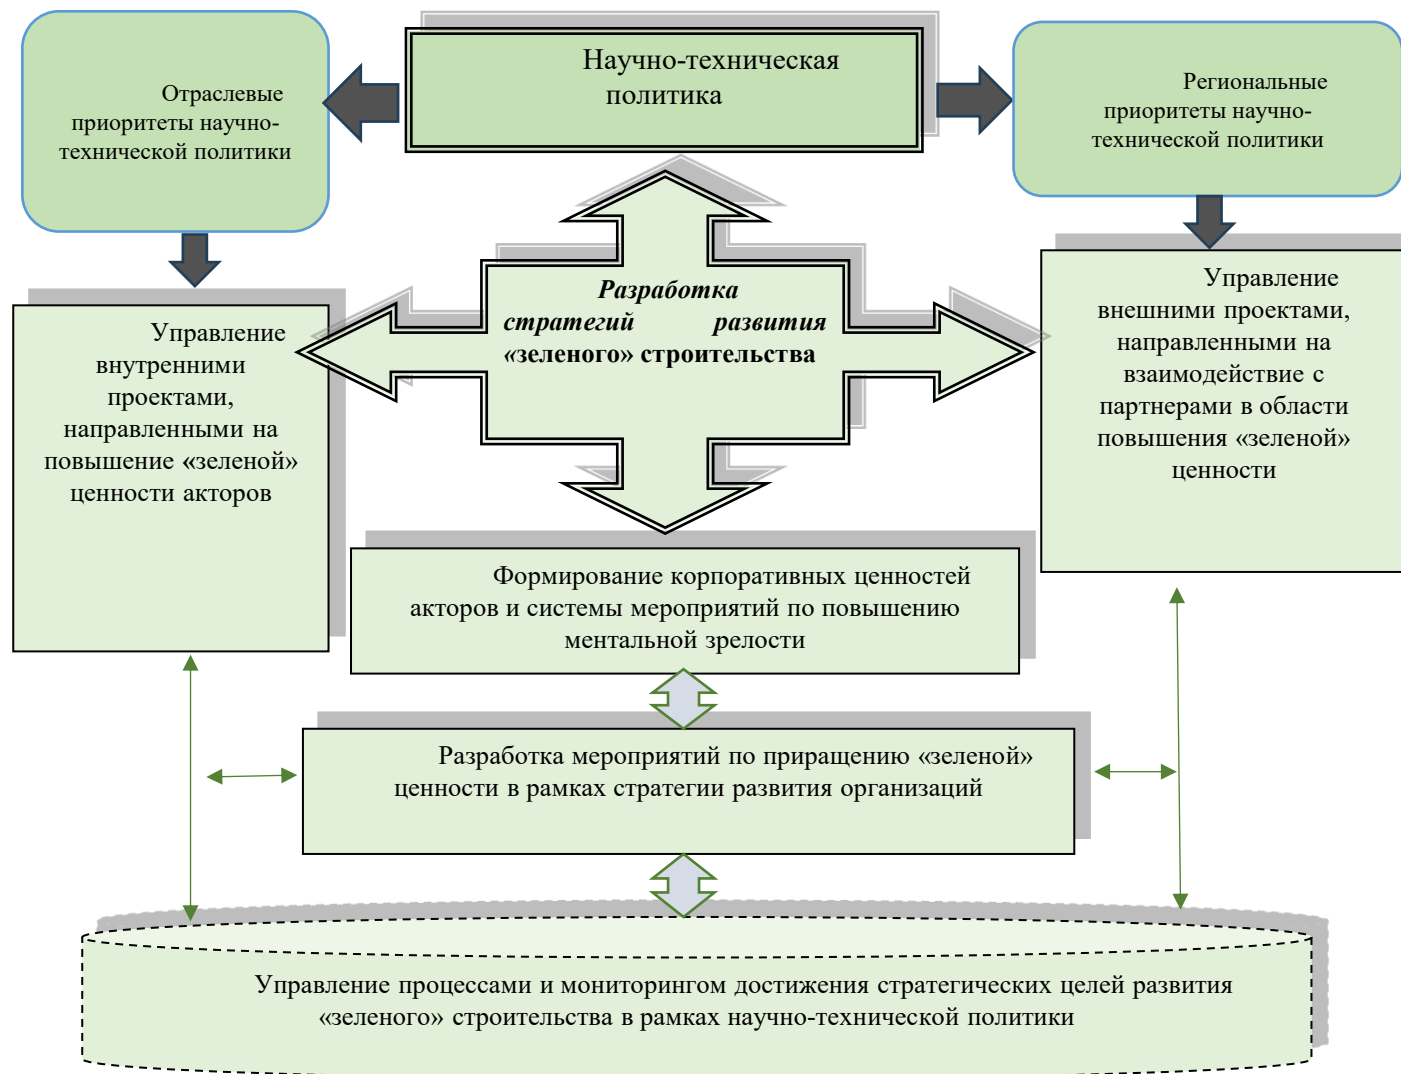 Научно-техническая
политика
Отраслевые
приоритеты научно-
технической политики
Региональные
приоритеты научно-
технической политики
Разработка
стратегий развития
«зеленого» строительства
Управление
внутренними
проектами,
направленными на
повышение «зеленой»
ценности акторов
Управление
внешними проектами,
направленными на
взаимодействие с
партнерами в области
повышения «зеленой»
ценности
Формирование корпоративных ценностей
акторов и системы мероприятий по повышению
ментальной зрелости
Разработка мероприятий по приращению «зеленой»
ценности в рамках стратегии развития организаций
Управление процессами и мониторингом достижения стратегических целей развития
«зеленого» строительства в рамках научно-технической политики